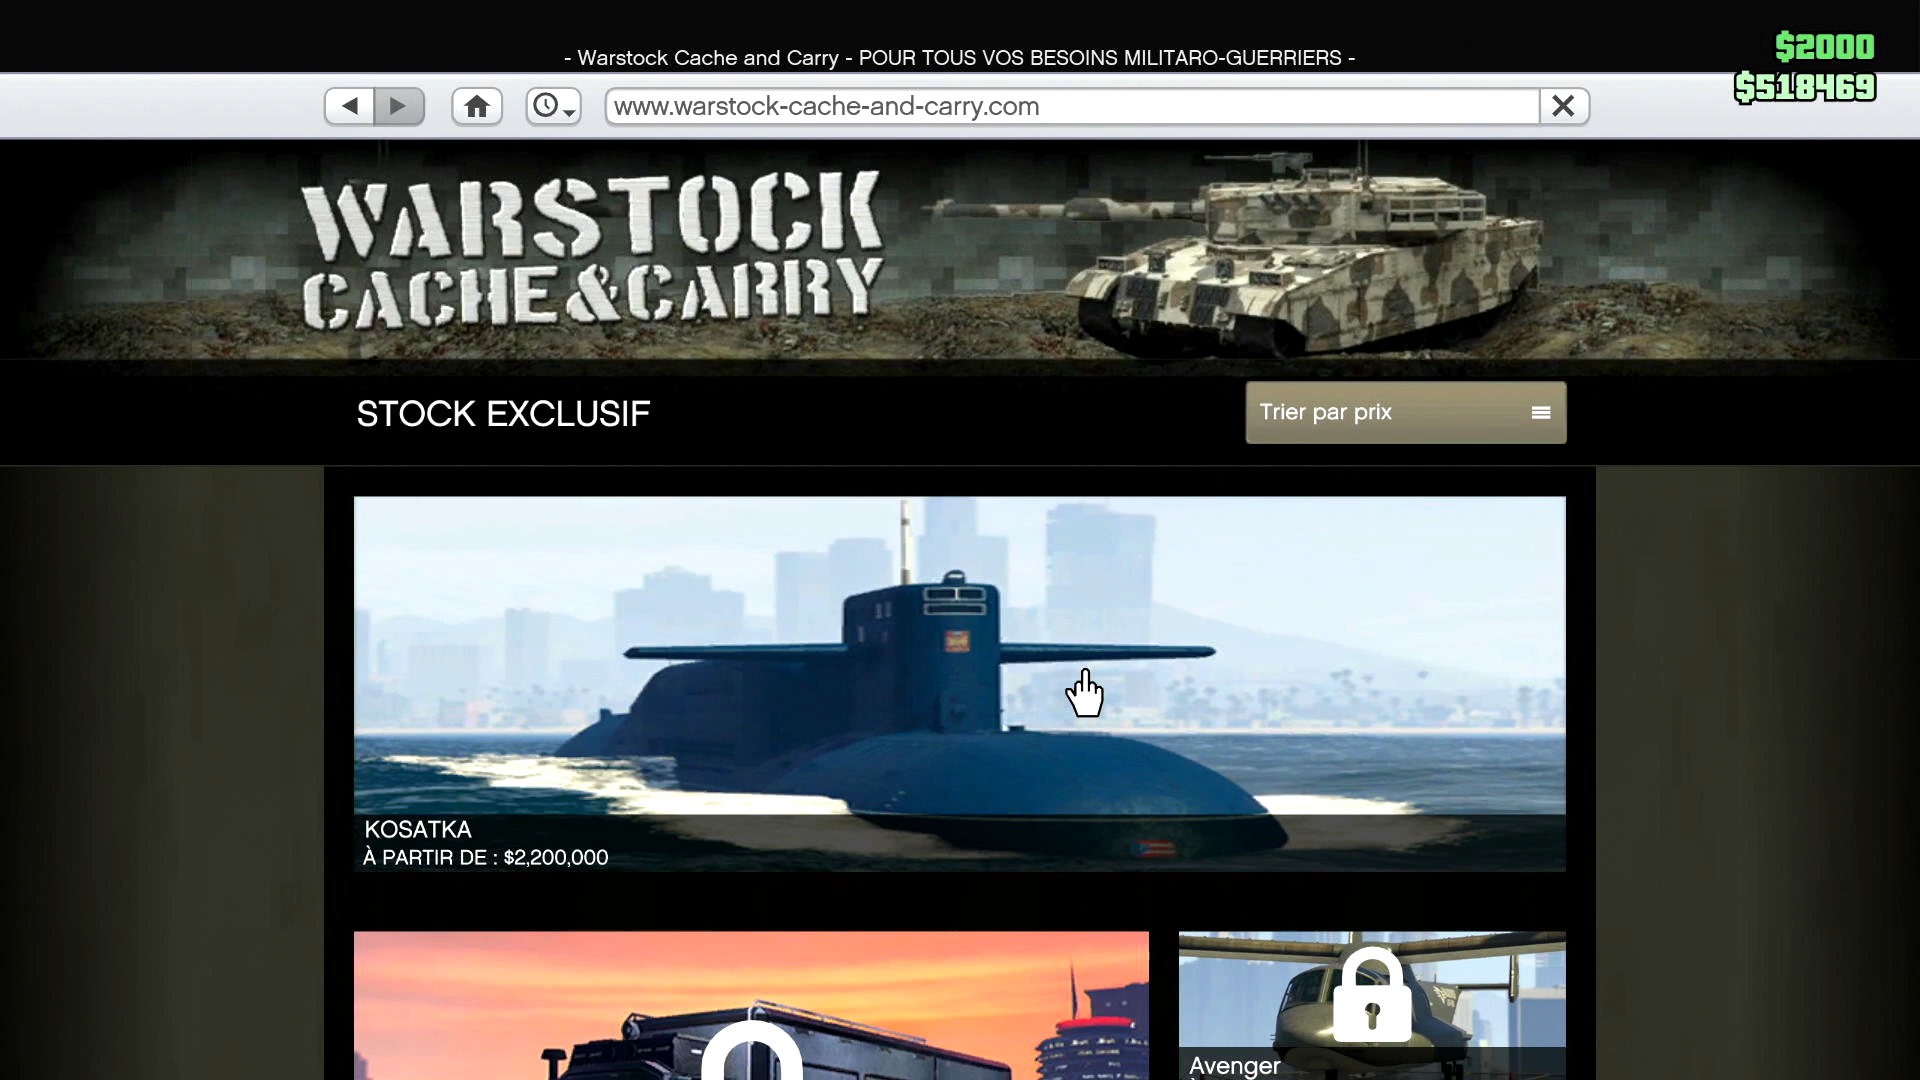 - Warstock Cache and Carry - POUR TOUS VOS BESOINS MILITARO-GUERRIERS -
$2000
$518469
www.warstock-cache-and-carry.com
WARSTOCK
CACHE & CARRY
STOCK EXCLUSIF
Trier par prix
KOSATKA
À PARTIR DE : $2,200,000
Avenger